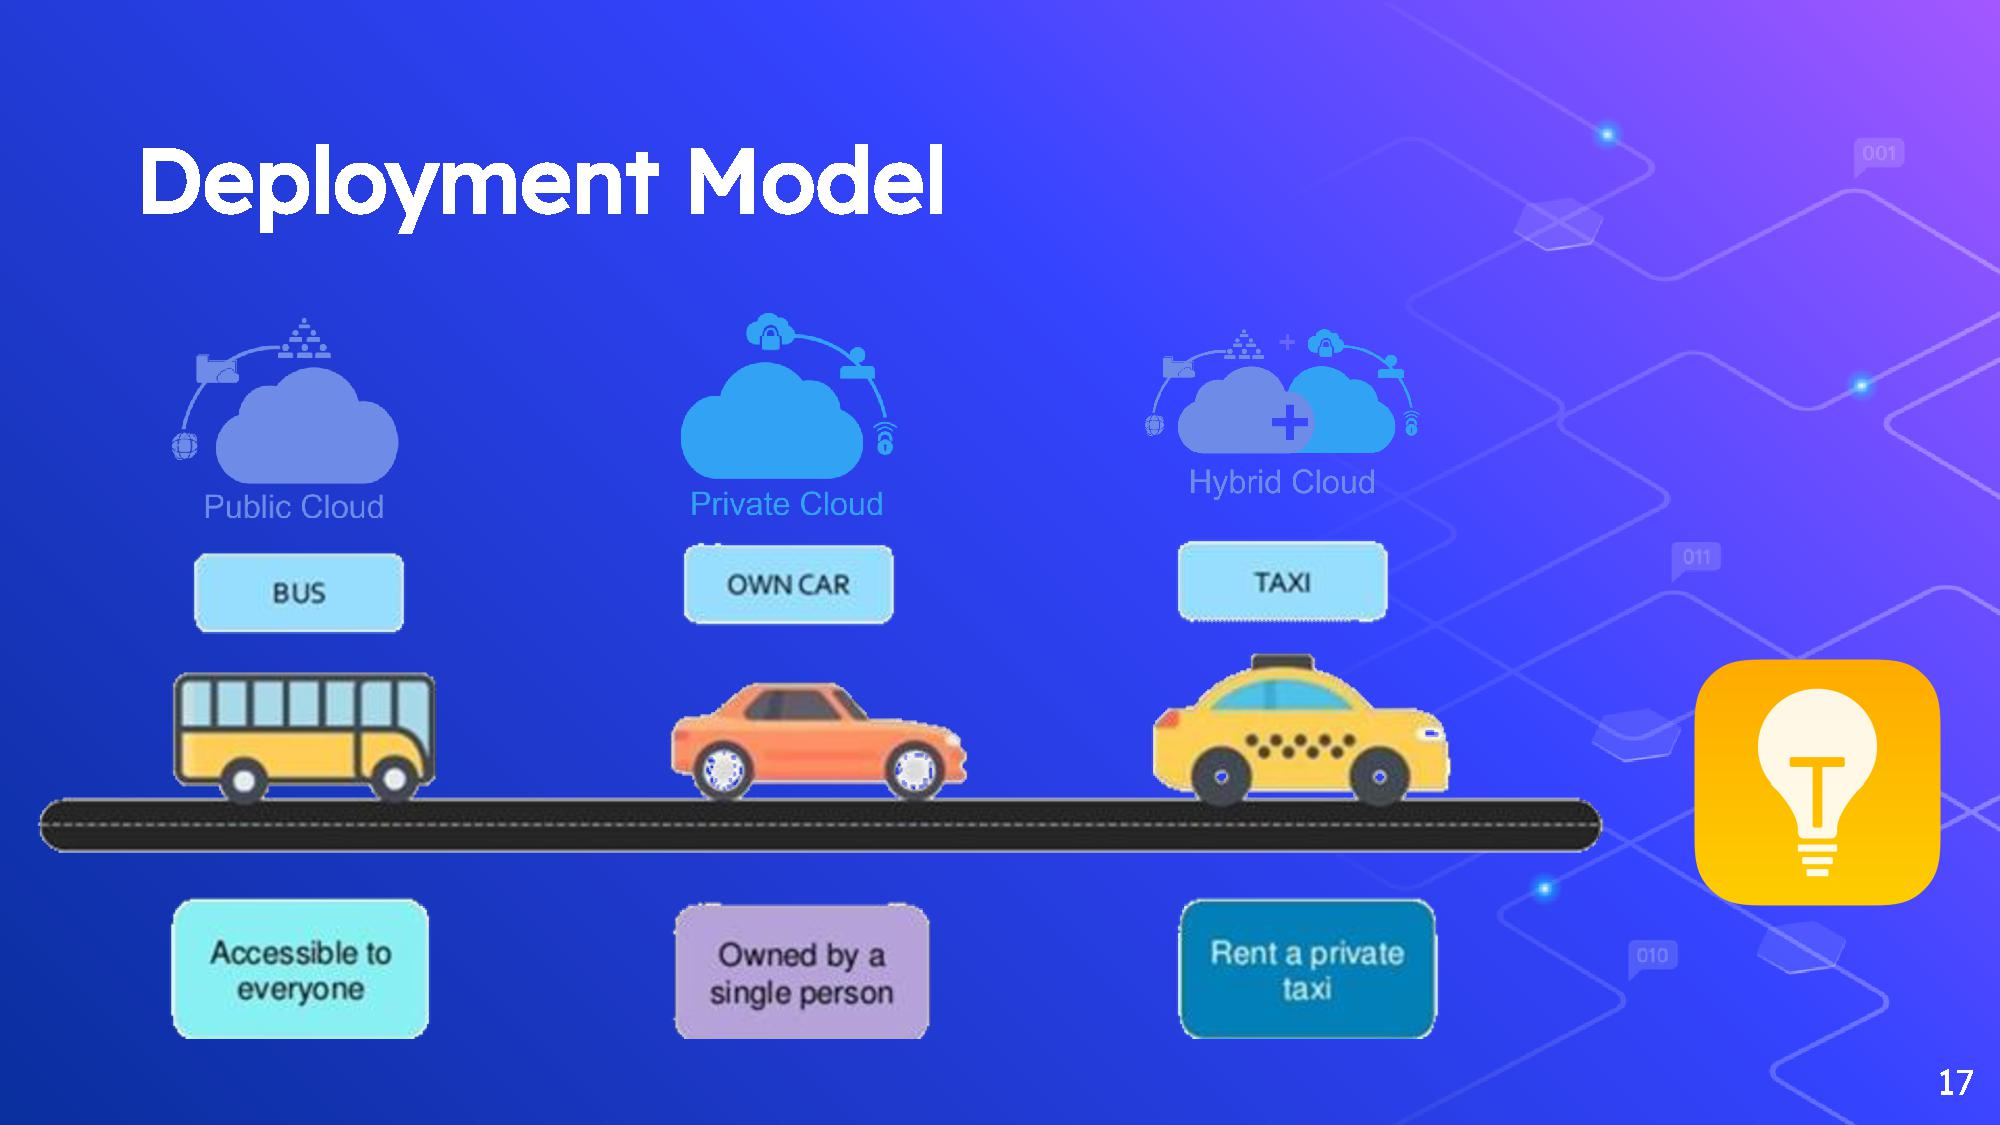 Deployment Model
001
Public Cloud
Private Cloud
Hybrid Cloud
BUS
OWN CAR
TAXI
011
Accessible to
everyone
Owned by a
single person
Rent a private
taxi
010
17